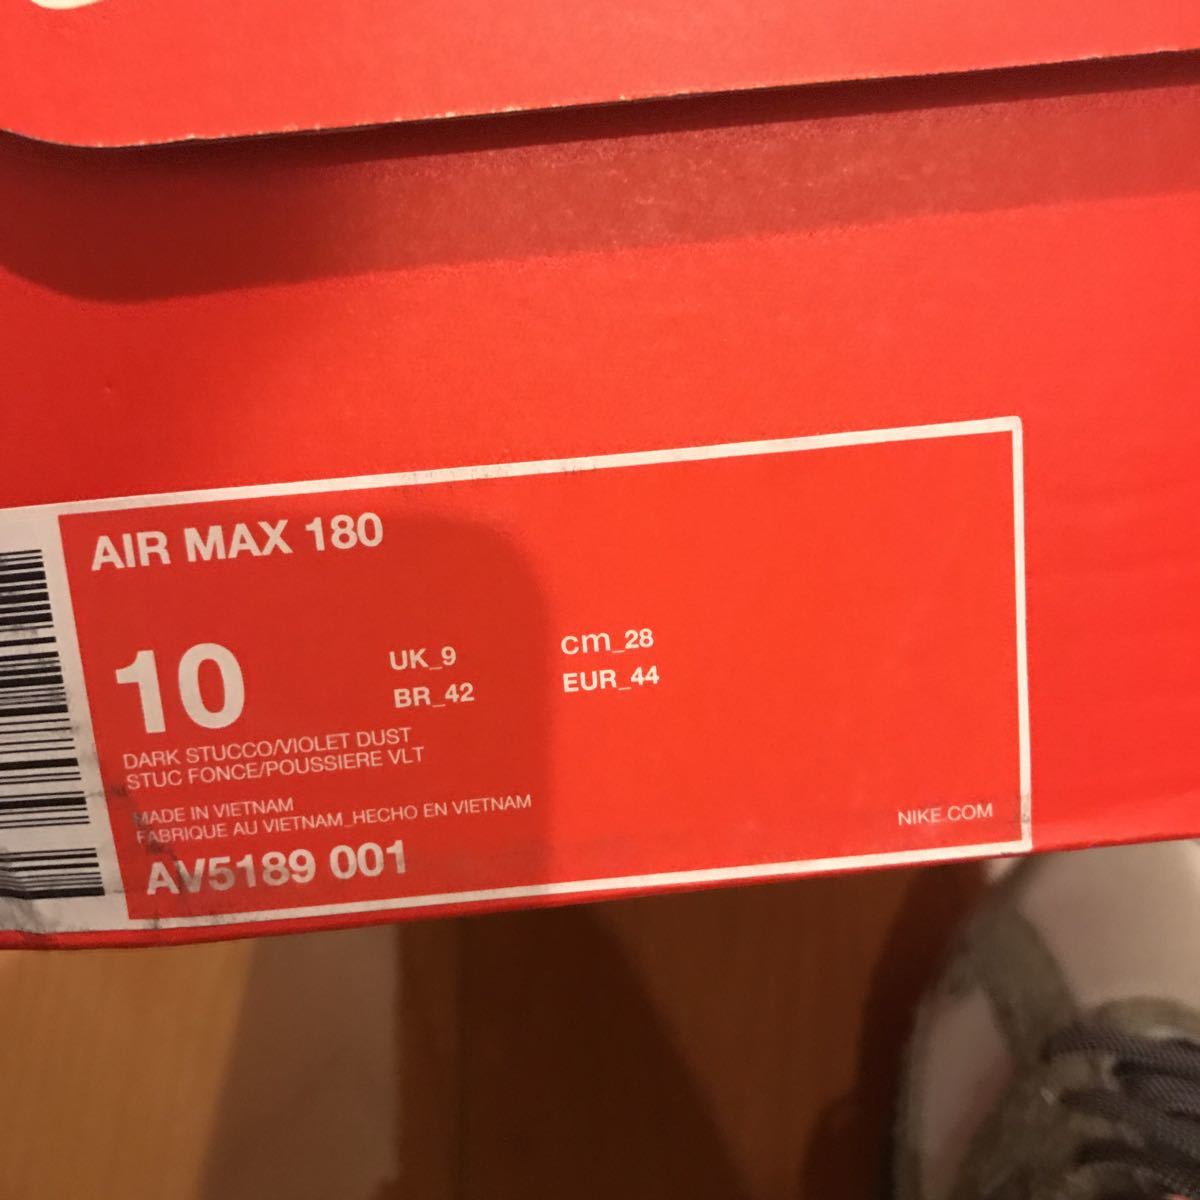 AIR MAX 180
10
UK_9
cm_28
BR_42
EUR_44
DARK STUCCO/VIOLET DUST
STUC FONCE/POUSSIERE VLT
MADE IN VIETNAM
FABRIQUE AU VIETNAM_HECHO EN VIETNAM
NIKE.COM
AV5189 001